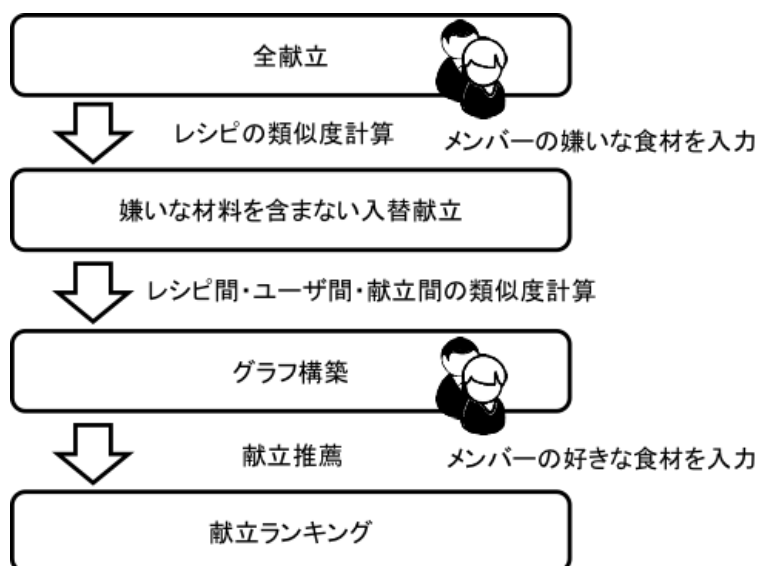 全献立
レシピの類似度計算
メンバーの嫌いな食材を入力
嫌いな材料を含まない入替献立
レシピ間・ユーザ間・献立間の類似度計算
グラフ構築
献立推薦
メンバーの好きな食材を入力
献立ランキング